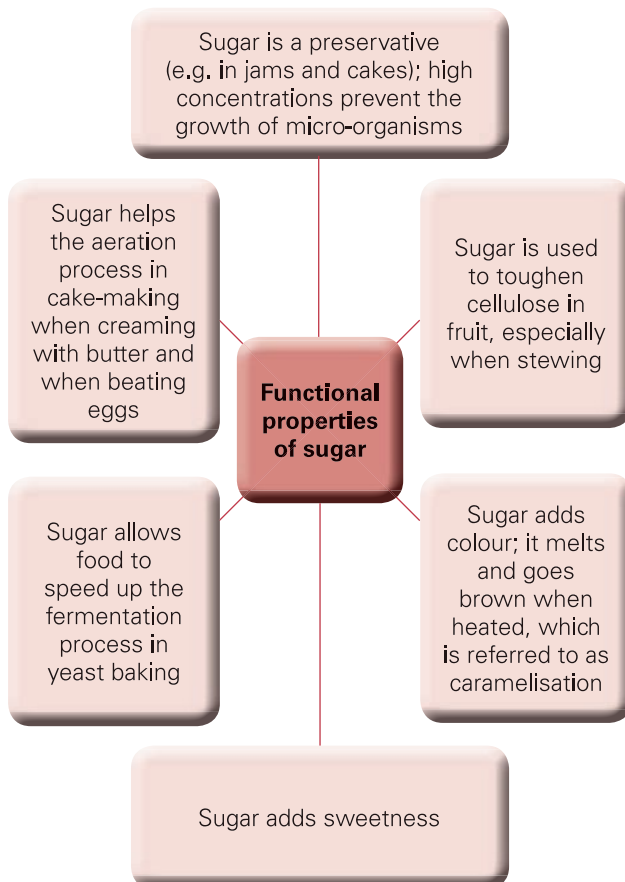 Sugar is a preservative
(e.g. in jams and cakes); high
concentrations prevent the
growth of micro-organisms
Sugar helps
the aeration
process in
cake-making
when creaming
with butter and
when beating
eggs
Sugar is used
to toughen
cellulose in
fruit, especially
when stewing
Functional
properties
of sugar
Sugar allows
food to
speed up the
fermentation
process in
yeast baking
Sugar adds
colour; it melts
and goes
brown when
heated, which
is referred to as
caramelisation
Sugar adds sweetness